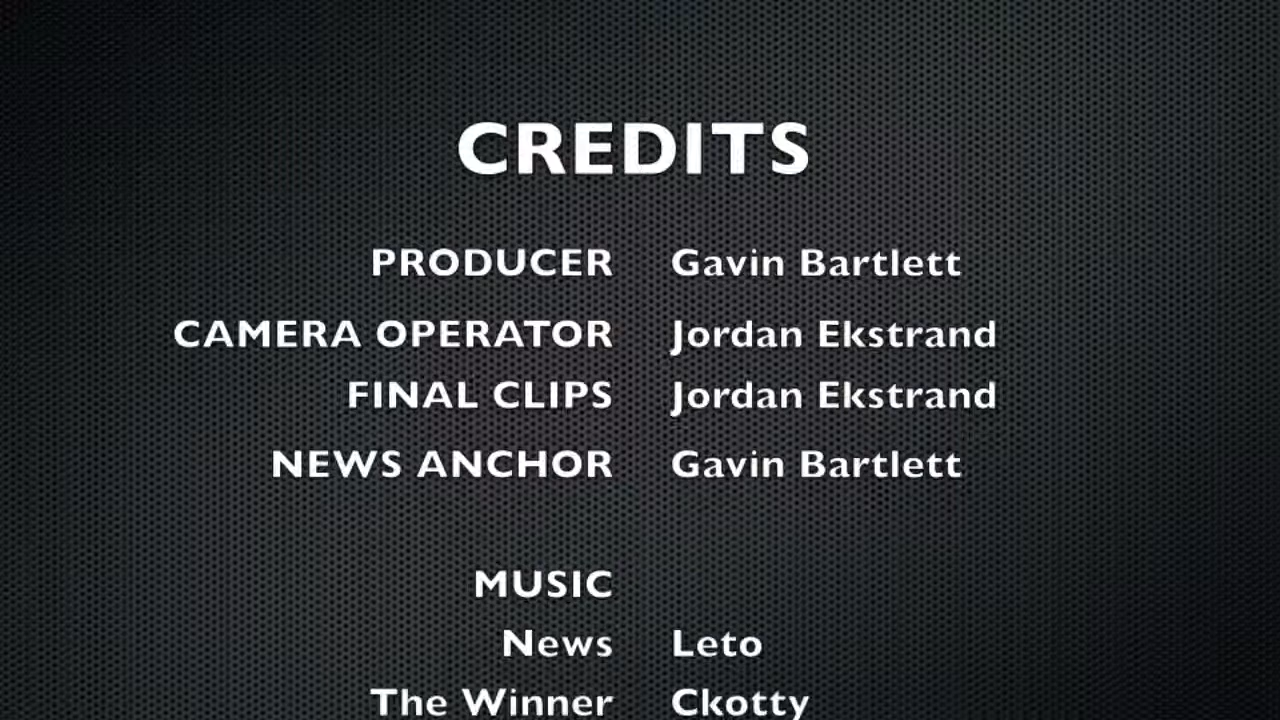 CREDITS
PRODUCER Gavin Bartlett
CAMERA OPERATOR Jordan Ekstrand
FINAL CLIPS Jordan Ekstrand
NEWS ANCHOR Gavin Bartlett
MUSIC
News Leto
The Winner Ckotty